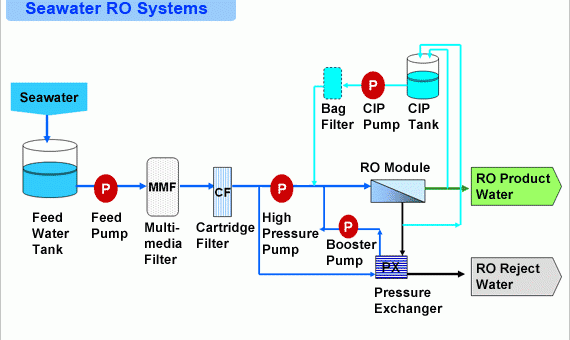 Seawater RO Systems
Seawater
P
Bag
Filter
P
CIP
Pump
CIP
Tank
RO Module
RO Product
Water
Feed
Water
Tank
P
Feed
Pump
MMF
Multi-
media
Filter
CF
Cartridge
Filter
P
High
Pressure
Pump
P
Booster
Pump
PX
Pressure
Exchanger
RO Reject
Water